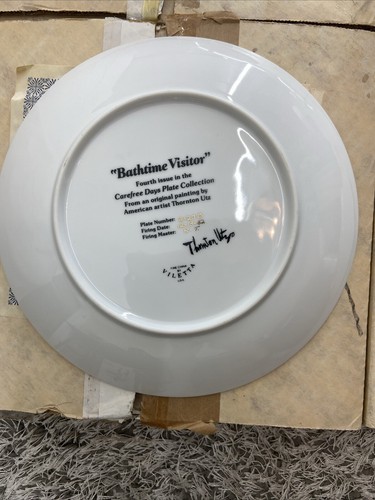 "Bathtime Visitor"
Fourth issue in the
Carefree Days Plate Collection
From an original painting by
American artist Thornton Utz
Plate Number:
Firing Date:
Firing Master:
Thornton Utz
VILETTA